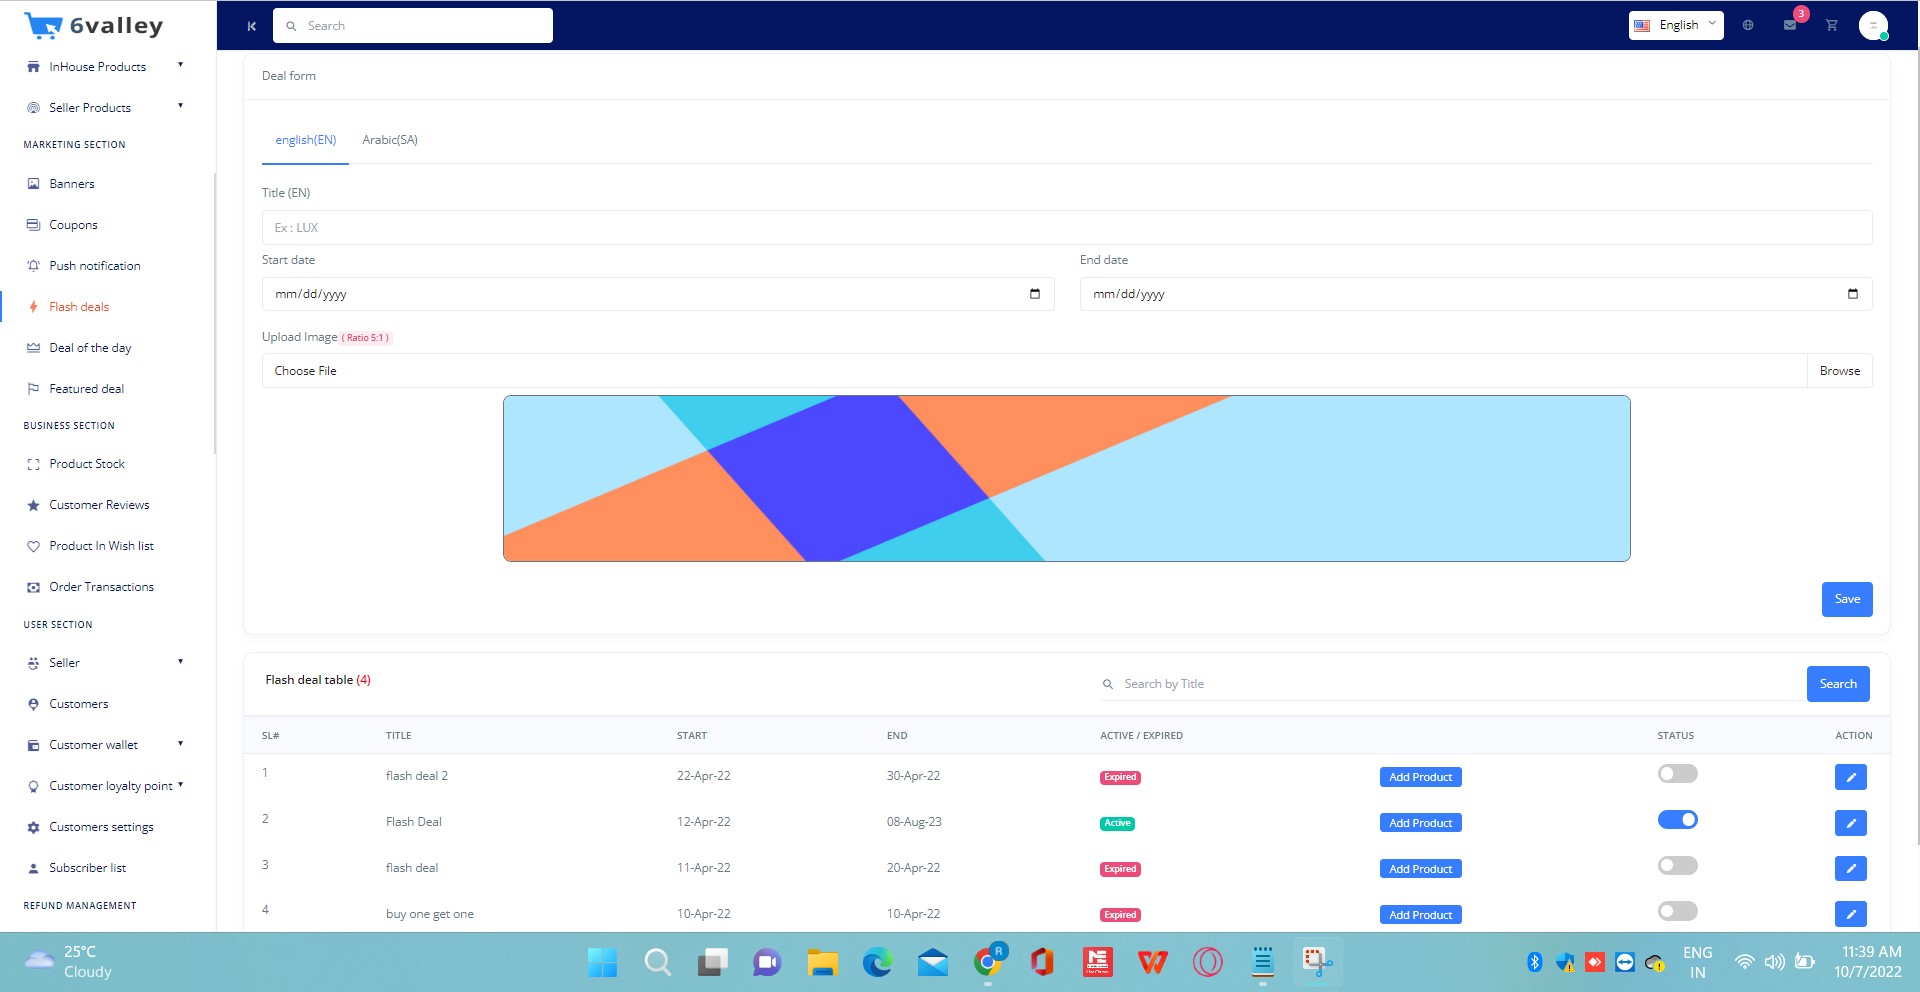 6valley
Search
English
3
InHouse Products
Seller Products
MARKETING SECTION
Banners
Coupons
Push notification
Flash deals
Deal of the day
Featured deal
BUSINESS SECTION
Product Stock
Customer Reviews
Product In Wish list
Order Transactions
USER SECTION
Seller
Customers
Customer wallet
Customer loyalty point
Customers settings
Subscriber list
REFUND MANAGEMENT
Deal form
english(EN) Arabic(SA)
Title (EN)
Ex : LUX
Start date End date
mm/dd/yyyy mm/dd/yyyy
Upload Image ( Ratio 5:1 )
Choose File Browse
Save
Flash deal table (4) Search by Title Search
SL# TITLE START END ACTIVE / EXPIRED STATUS ACTION
1 flash deal 2 22-Apr-22 30-Apr-22 Expired Add Product
2 Flash Deal 12-Apr-22 08-Aug-23 Active Add Product
3 flash deal 11-Apr-22 20-Apr-22 Expired Add Product
4 buy one get one 10-Apr-22 10-Apr-22 Expired Add Product
25°C
Cloudy
R
ENG
IN
11:39 AM
10/7/2022